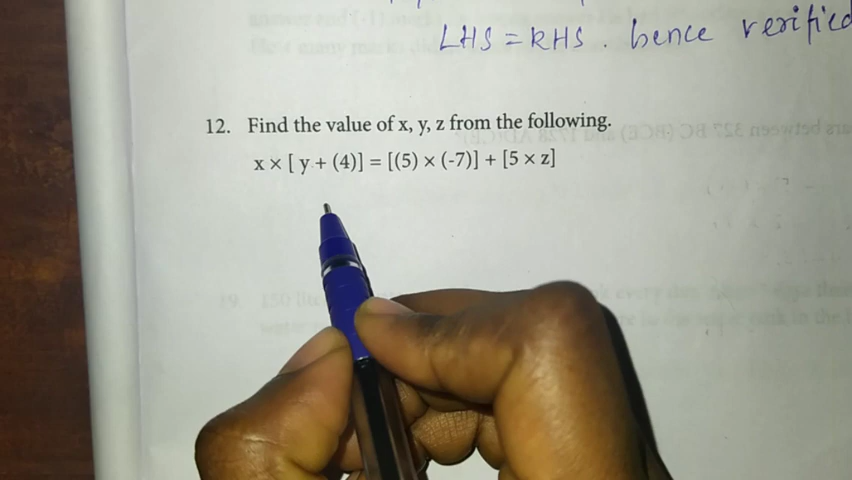 LHS = RHS . hence verified
12. Find the value of x, y, z from the following.
x × [ y + (4)] = [(5) × (-7)] + [5 × z]